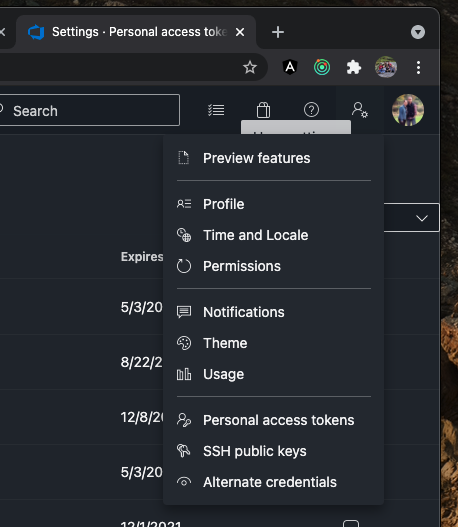 Settings · Personal access toke
Search
Preview features
Profile
Time and Locale
Expires
Permissions
5/3/20
Notifications
Theme
8/22/2
Usage
12/8/20
Personal access tokens
SSH public keys
5/3/20
Alternate credentials
12/1/2021